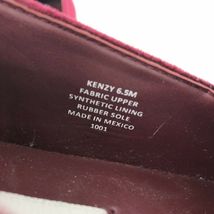 KENZY 6.5M
FABRIC UPPER
SYNTHETIC LINING
RUBBER SOLE
MADE IN MEXICO
1001